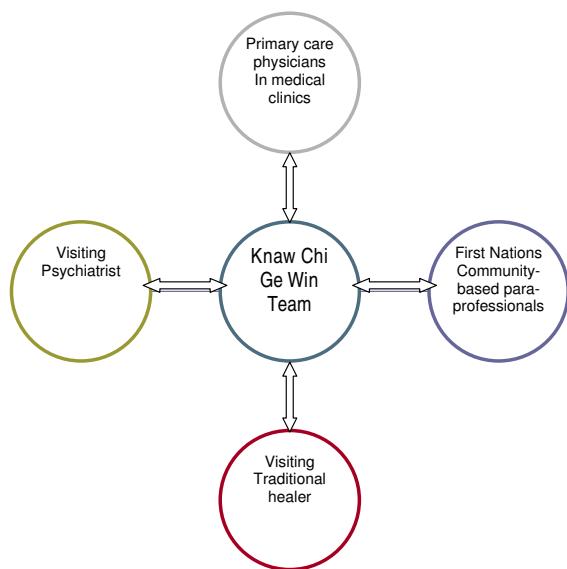 Primary care
physicians
In medical
clinics
Visiting
Psychiatrist
Knaw Chi
Ge Win
Team
First Nations
Community-
based para-
professionals
Visiting
Traditional
healer